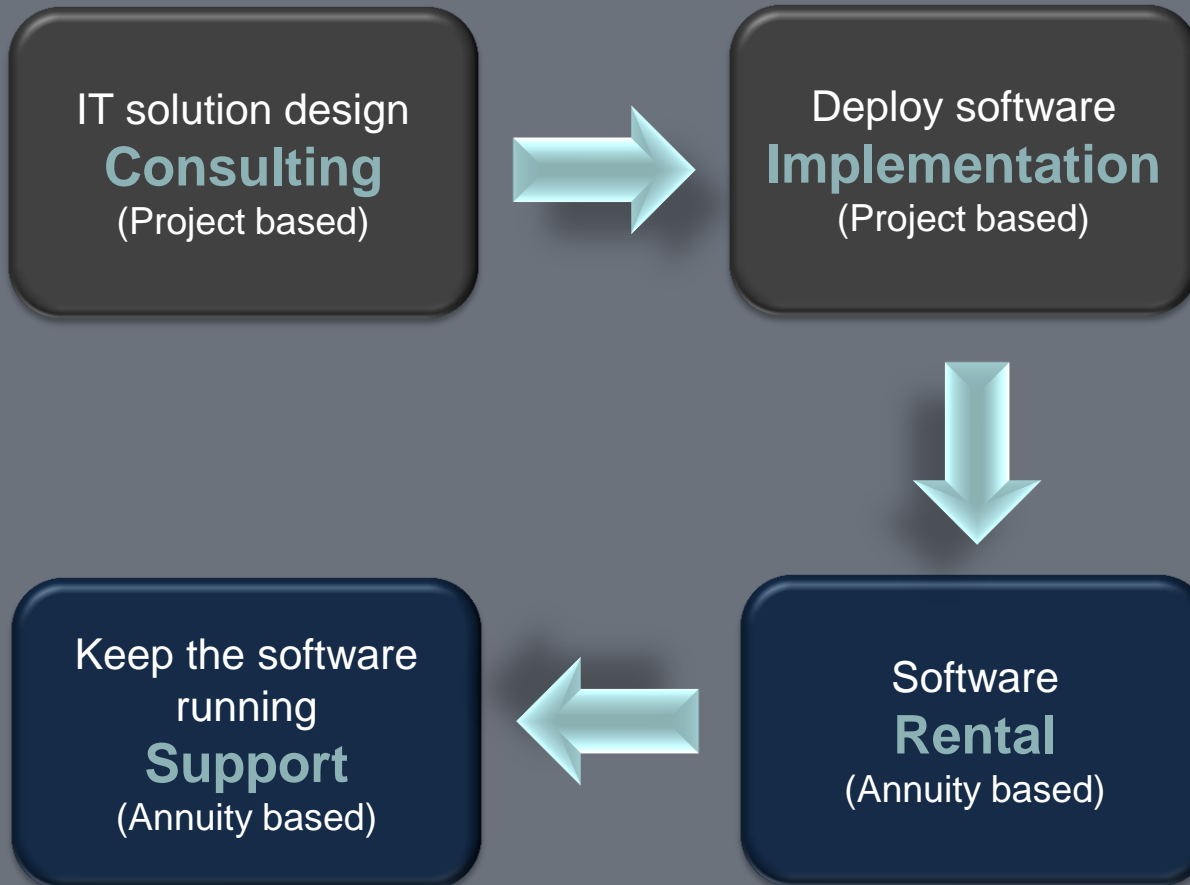 IT solution design
Consulting
(Project based)
Deploy software
Implementation
(Project based)
Software
Rental
(Annuity based)
Keep the software
running
Support
(Annuity based)